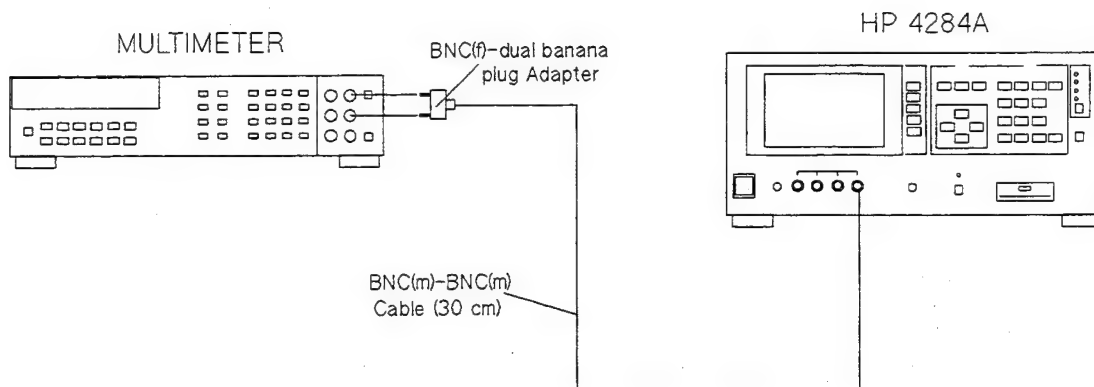 MULTIMETER
BNC(f)-dual banana
plug Adapter
HP 4284A
BNC(m)-BNC(m)
Cable (30 cm)